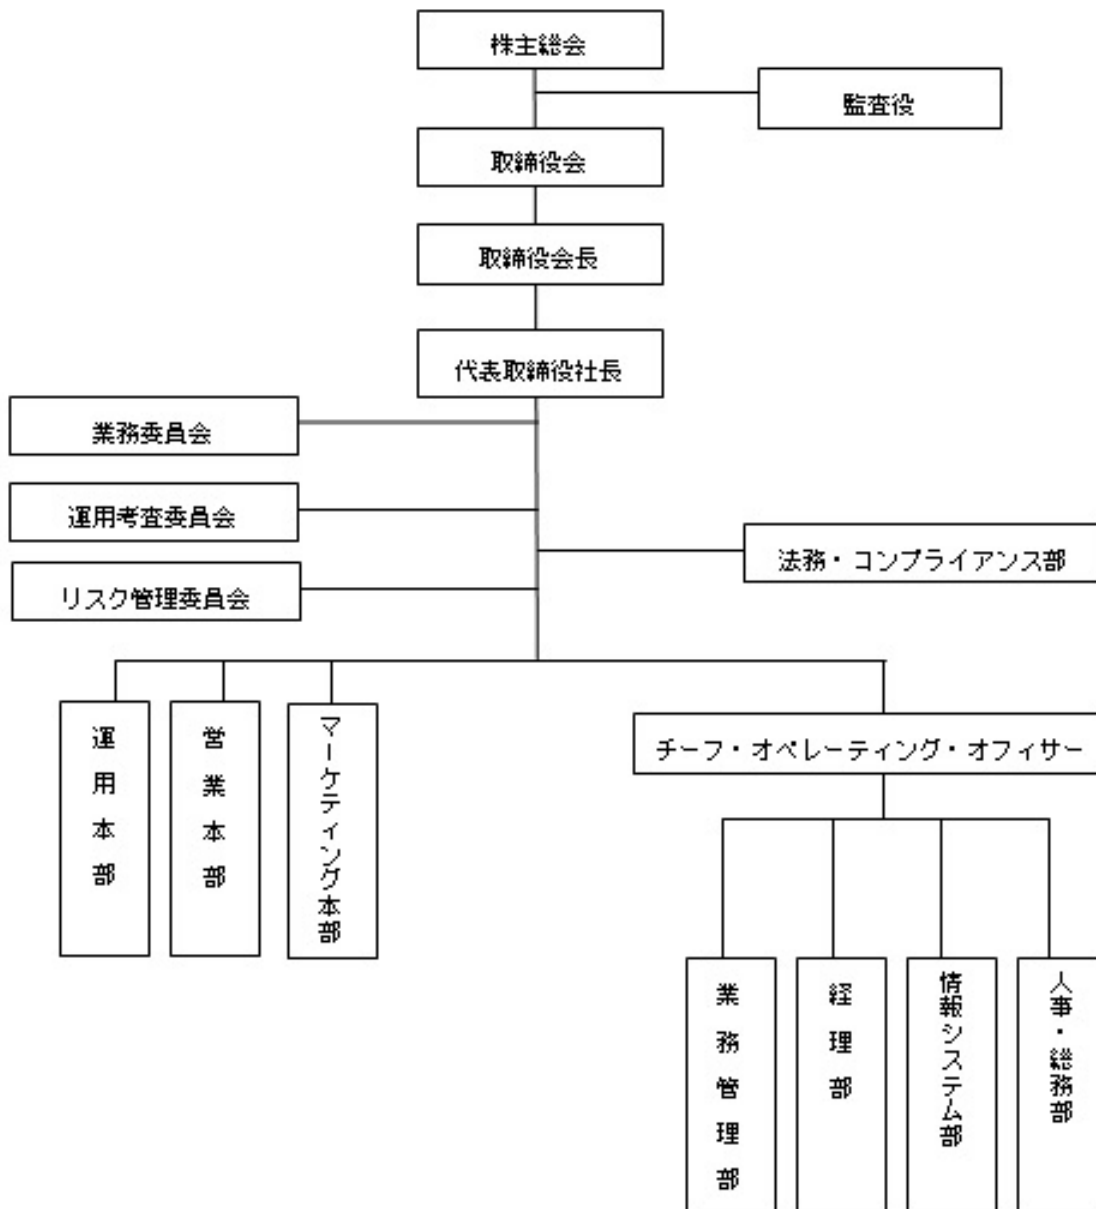 株主総会
監査役
取締役会
取締役会長
代表取締役社長
業務委員会
運用考査委員会
法務・コンプライアンス部
リスク管理委員会
運用本部
営業本部
マーケティング本部
チーフ・オペレーティング・オフィサー
業務管理部
経理部
情報システム部
人事・総務部